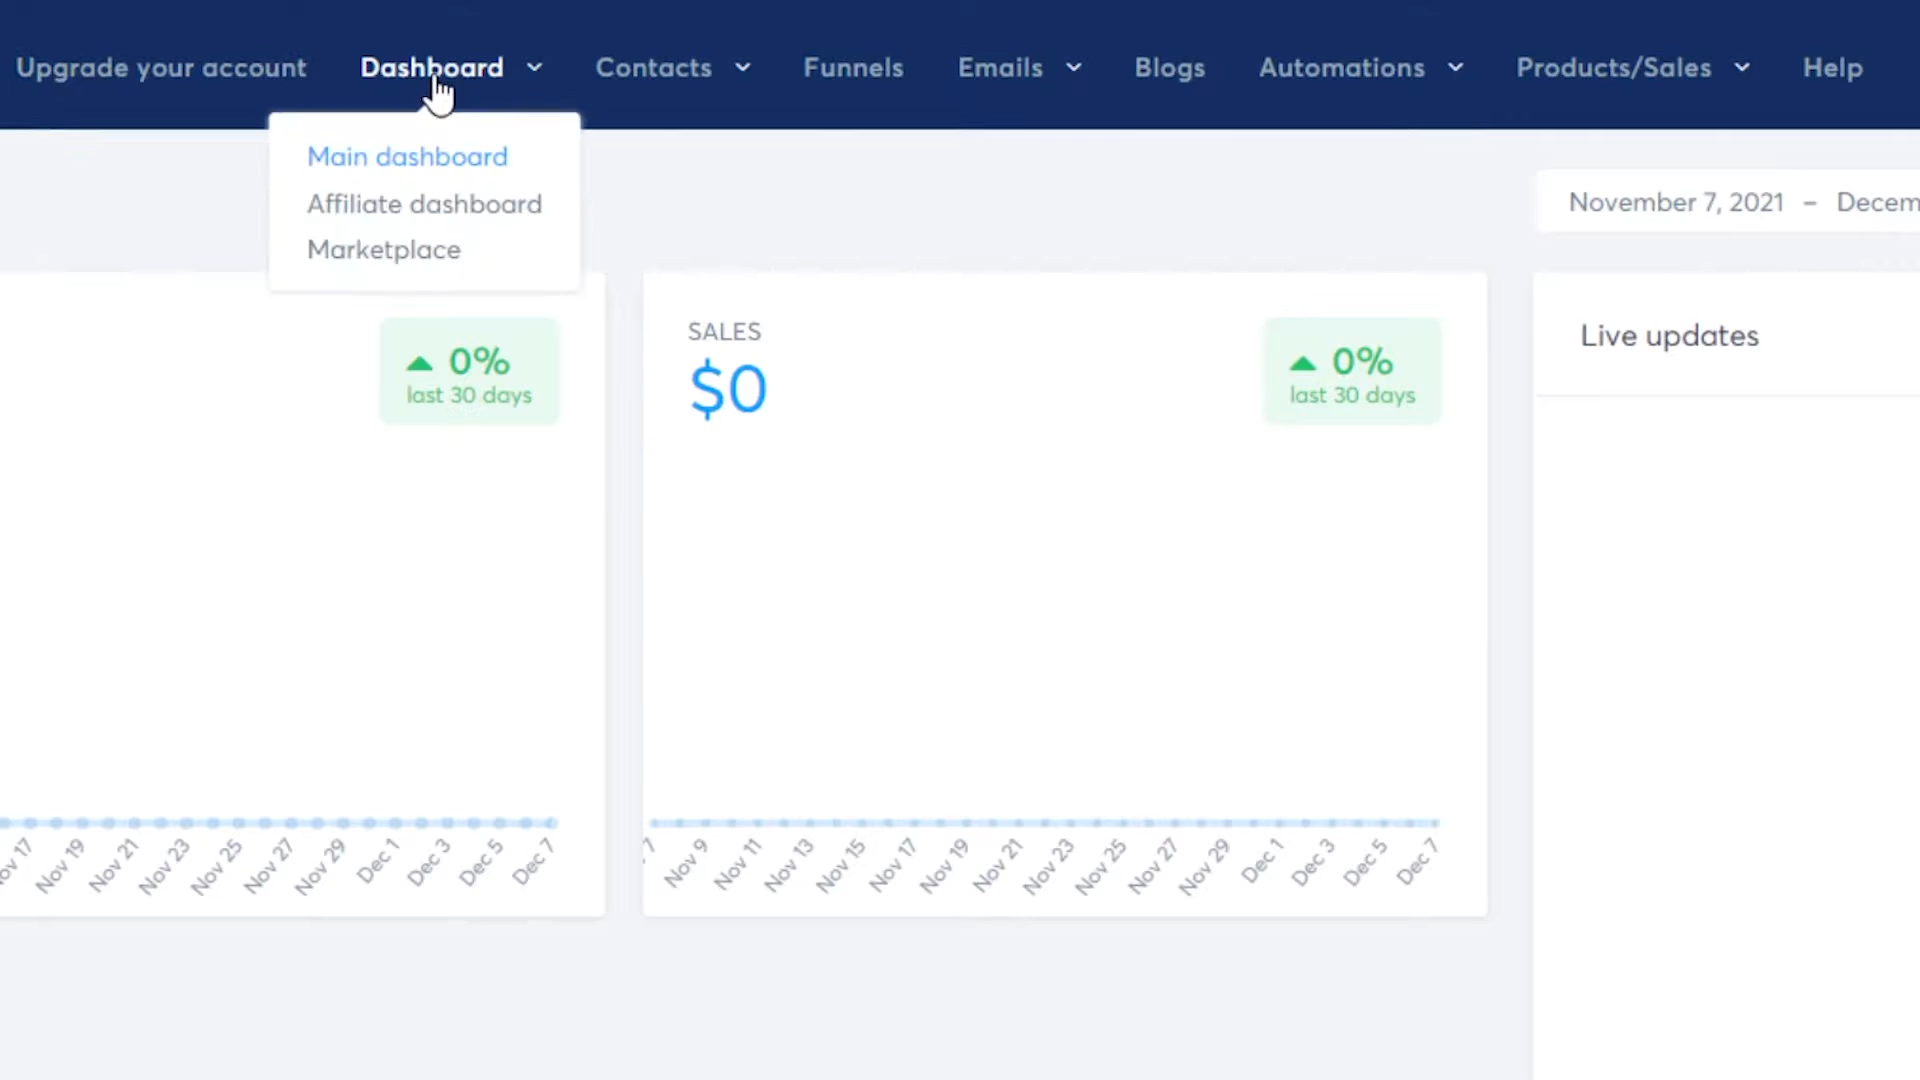 Upgrade your account Dashboard Contacts Funnels Emails Blogs Automations Products/Sales Help
Main dashboard
Affiliate dashboard
Marketplace
November 7, 2021 – Decem
0%
last 30 days
SALES
$0
0%
last 30 days
Live updates
Nov 19 Nov 21 Nov 23 Nov 25 Nov 27 Nov 29 Dec 1 Dec 3 Dec 5 Dec 7
Nov 9 Nov 11 Nov 13 Nov 15 Nov 17 Nov 19 Nov 21 Nov 23 Nov 25 Nov 27 Nov 29 Dec 1 Dec 3 Dec 5 Dec 7